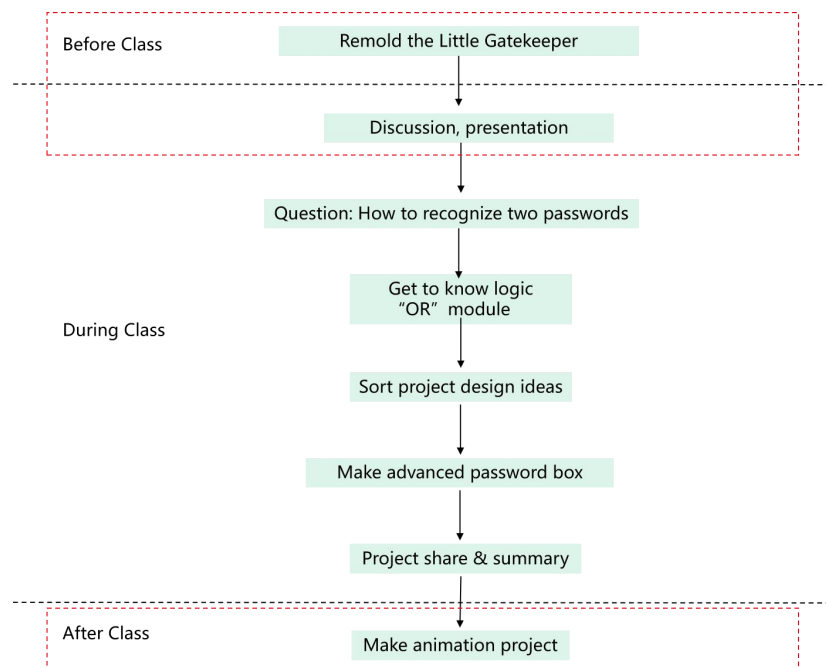 Before Class
Remold the Little Gatekeeper
Discussion, presentation
Question: How to recognize two passwords
Get to know logic
“OR” module
During Class
Sort project design ideas
Make advanced password box
Project share & summary
After Class
Make animation project